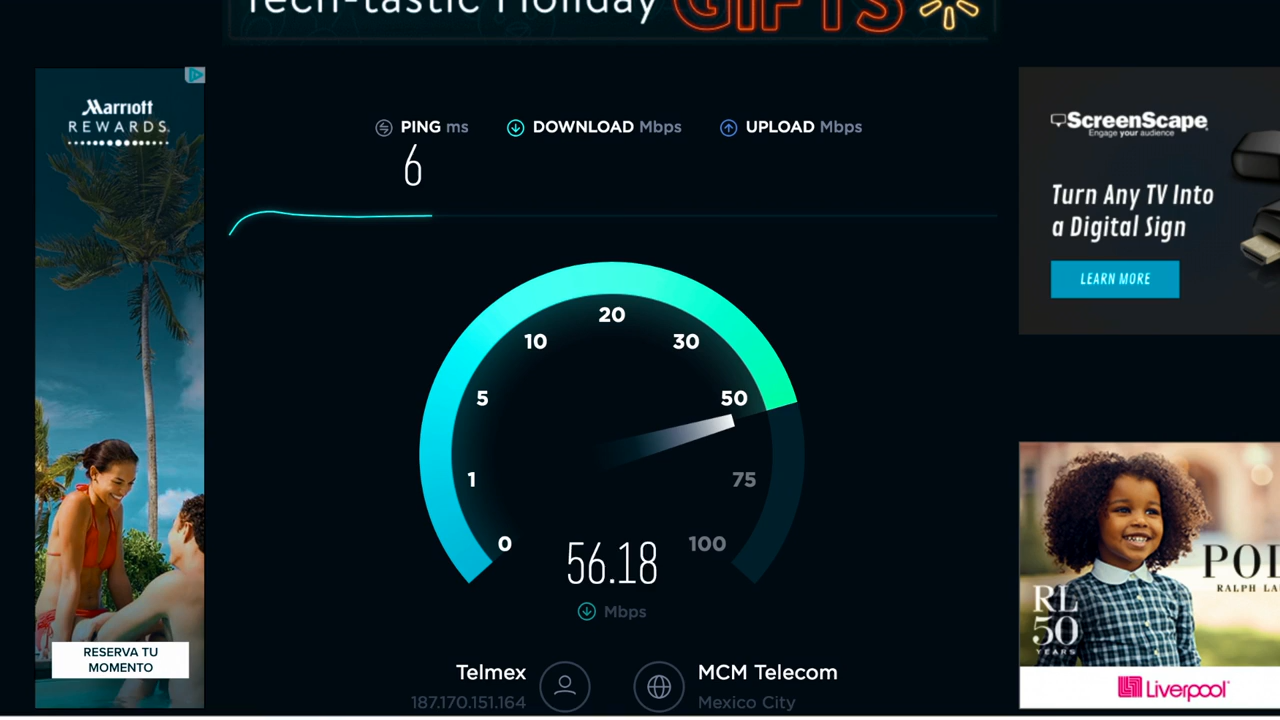 Tech-tastic Holiday GIFTS
Marriott
REWARDS.
RESERVA TU
MOMENTO
PING ms
6
DOWNLOAD Mbps
UPLOAD Mbps
0
1
5
10
20
30
50
75
100
56.18
Mbps
Telmex
187.170.151.164
MCM Telecom
Mexico City
ScreenScape
Engage your audience
Turn Any TV Into
a Digital Sign
LEARN MORE
RL
50
YEARS
POL
RALPH LA
Liverpool